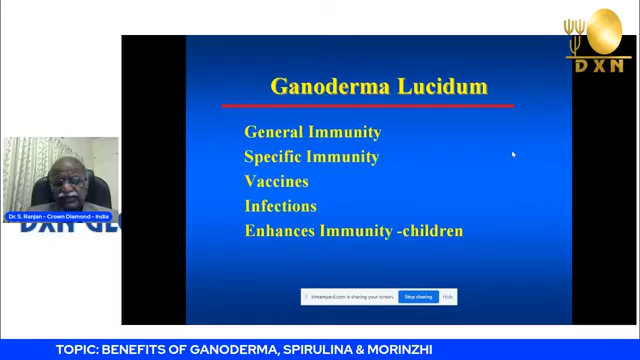 DXN
Ganoderma Lucidum
General Immunity
Specific Immunity
Vaccines
Infections
Enhances Immunity -children
Dr. S. Ranjan - Crown Diamond - India
streamyard.com is sharing your screen.
Stop sharing
Hide
TOPIC: BENEFITS OF GANODERMA, SPIRULINA & MORINZHI